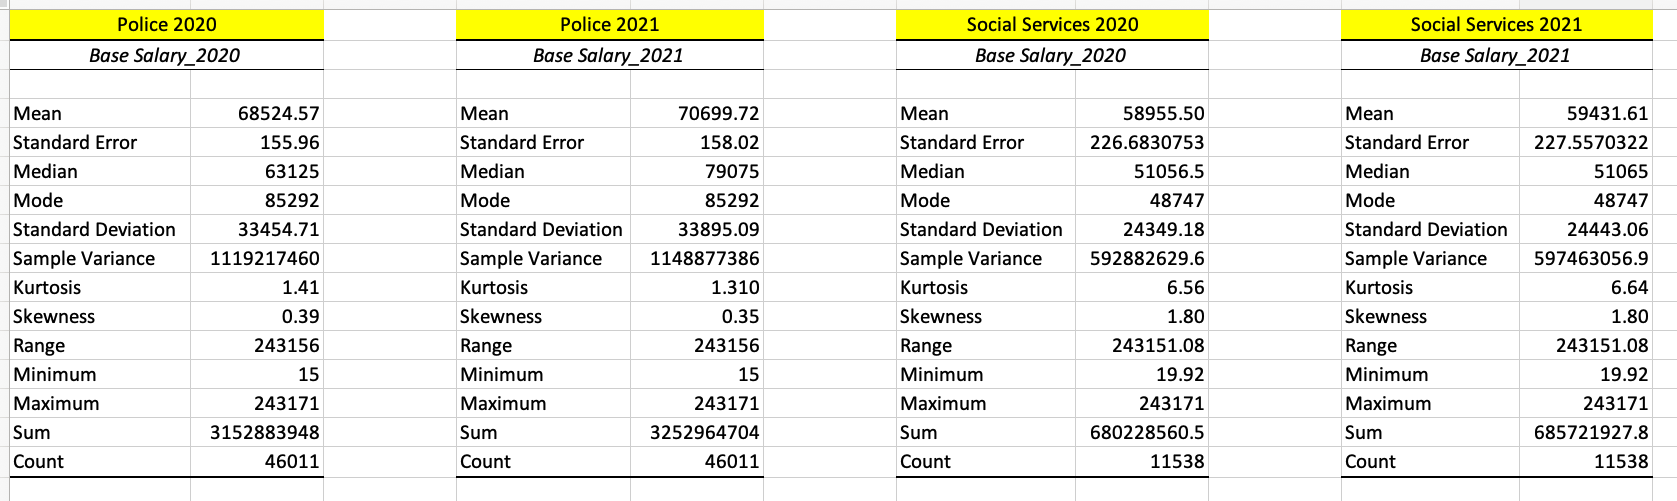 Police 2020 Police 2021 Social Services 2020 Social Services 2021
Base Salary_2020 Base Salary_2021 Base Salary_2020 Base Salary_2021
Mean 68524.57 Mean 70699.72 Mean 58955.50 Mean 59431.61
Standard Error 155.96 Standard Error 158.02 Standard Error 226.6830753 Standard Error 227.5570322
Median 63125 Median 79075 Median 51056.5 Median 51065
Mode 85292 Mode 85292 Mode 48747 Mode 48747
Standard Deviation 33454.71 Standard Deviation 33895.09 Standard Deviation 24349.18 Standard Deviation 24443.06
Sample Variance 1119217460 Sample Variance 1148877386 Sample Variance 592882629.6 Sample Variance 597463056.9
Kurtosis 1.41 Kurtosis 1.310 Kurtosis 6.56 Kurtosis 6.64
Skewness 0.39 Skewness 0.35 Skewness 1.80 Skewness 1.80
Range 243156 Range 243156 Range 243151.08 Range 243151.08
Minimum 15 Minimum 15 Minimum 19.92 Minimum 19.92
Maximum 243171 Maximum 243171 Maximum 243171 Maximum 243171
Sum 3152883948 Sum 3252964704 Sum 680228560.5 Sum 685721927.8
Count 46011 Count 46011 Count 11538 Count 11538